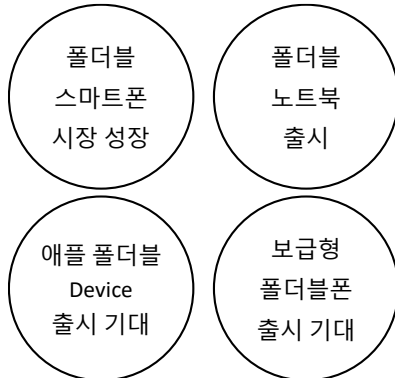 폴더블
스마트폰
시장 성장
폴더블
노트북
출시
애플 폴더블
Device
출시 기대
보급형
폴더블폰
출시 기대